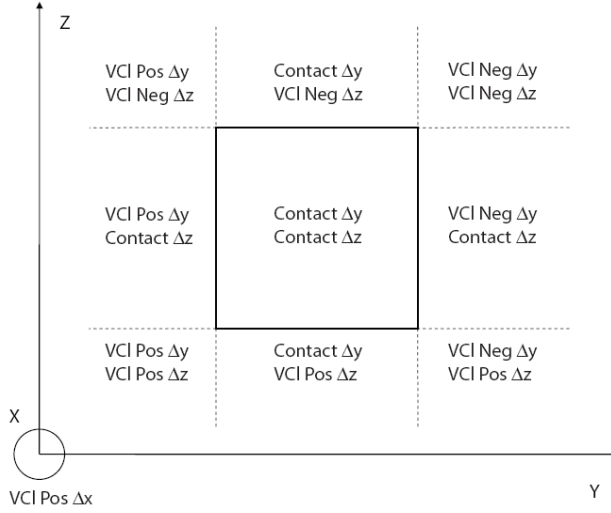 Z
VCl Pos Δy
VCl Neg Δz
Contact Δy
VCl Neg Δz
VCl Neg Δy
VCl Neg Δz
VCl Pos Δy
Contact Δz
Contact Δy
Contact Δz
VCl Neg Δy
Contact Δz
VCl Pos Δy
VCl Pos Δz
Contact Δy
VCl Pos Δz
VCl Neg Δy
VCl Pos Δz
X
VCl Pos Δx
Y